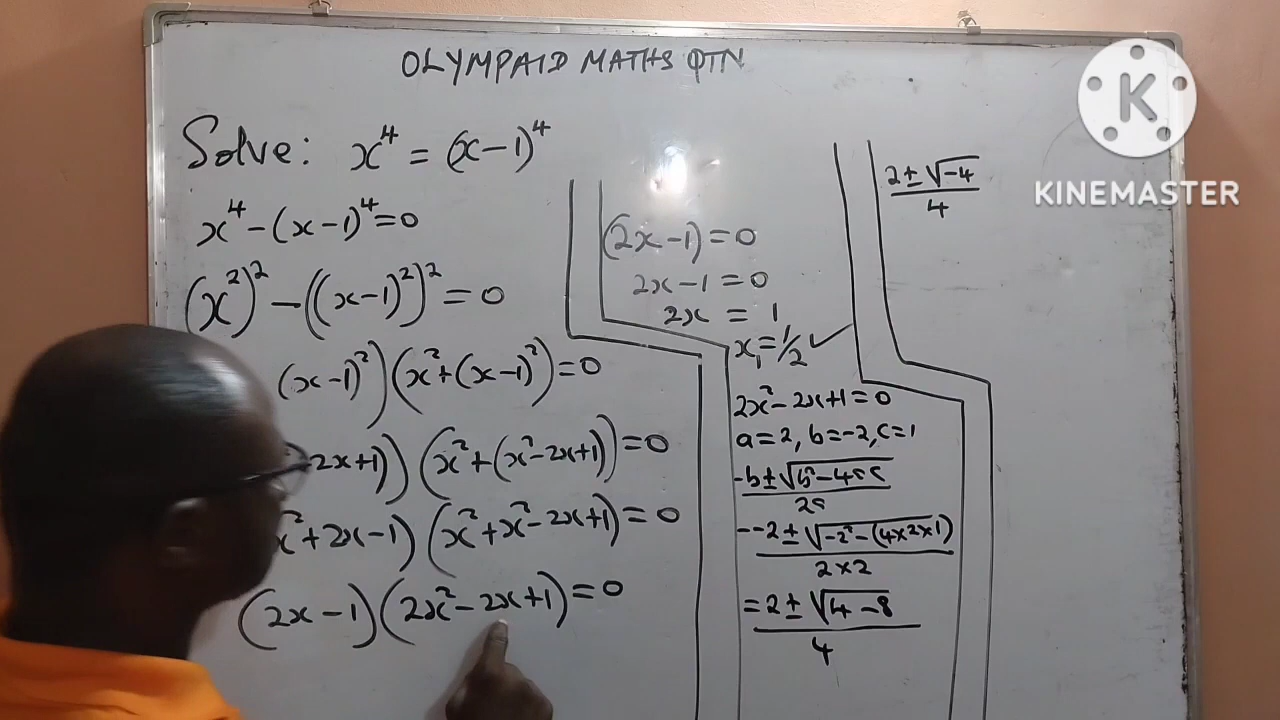 OLYMPAID MATHS QTN
Solve: x⁴ = (x-1)⁴
x⁴ - (x-1)⁴ = 0
(x²)² - ((x-1)²)² = 0
(x-1)²)(x² + (x-1)²) = 0
2x+1))(x² + (x² - 2x+1)) = 0
x² + 2x - 1)(x² + x² - 2x+1) = 0
(2x - 1)(2x² - 2x + 1) = 0
(2x - 1) = 0
2x - 1 = 0
2x = 1
x₁ = 1/2 ✓
2x² - 2x + 1 = 0
a = 2, b = -2, c = 1
-b ± √(b² - 4ac) / 2a
--2 ± √(-2² - (4×2×1)) / 2×2
= 2 ± √(4 - 8) / 4
2 ± √(-4) / 4
K
KINEMASTER